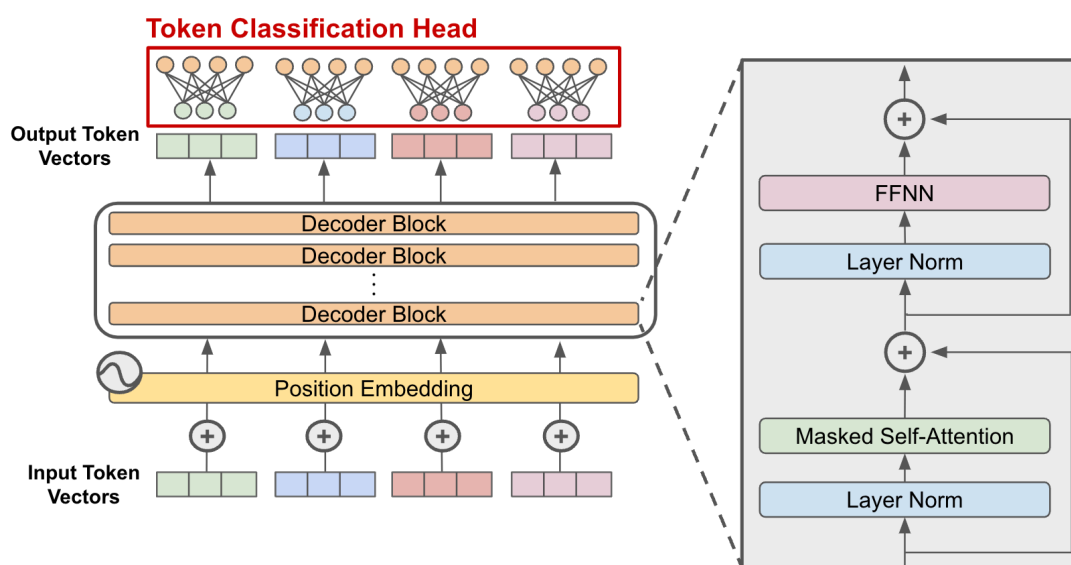 Token Classification Head
Output Token
Vectors
Decoder Block
Decoder Block
Decoder Block
Position Embedding
Input Token
Vectors
FFNN
Layer Norm
Masked Self-Attention
Layer Norm